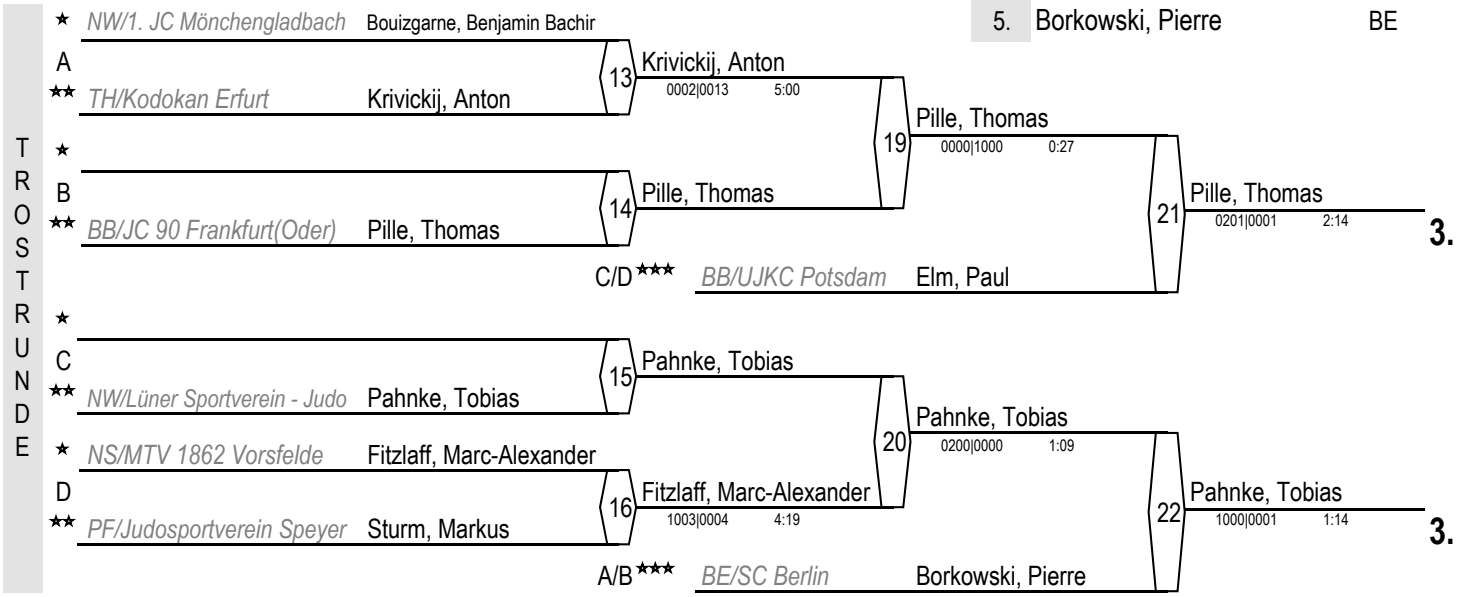 ★ NW/1. JC Mönchengladbach Bouizgarne, Benjamin Bachir
5. Borkowski, Pierre BE
A
13 Krivickij, Anton
0002|0013 5:00
★★ TH/Kodokan Erfurt Krivickij, Anton
19 Pille, Thomas
0000|1000 0:27
TROSTRUNDE
★
B
14 Pille, Thomas
★★ BB/JC 90 Frankfurt(Oder) Pille, Thomas
21 Pille, Thomas
0201|0001 2:14
3.
C/D ★★★ BB/UJKC Potsdam Elm, Paul
★
C
15 Pahnke, Tobias
★★ NW/Lüner Sportverein - Judo Pahnke, Tobias
20 Pahnke, Tobias
0200|0000 1:09
★ NS/MTV 1862 Vorsfelde Fitzlaff, Marc-Alexander
D
16 Fitzlaff, Marc-Alexander
1003|0004 4:19
★★ PF/Judosportverein Speyer Sturm, Markus
22 Pahnke, Tobias
1000|0001 1:14
3.
A/B ★★★ BE/SC Berlin Borkowski, Pierre